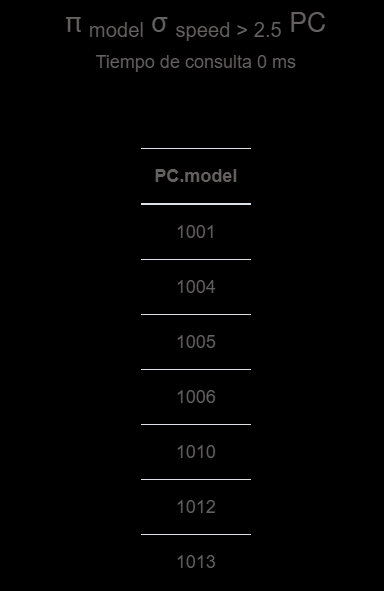 π model σ speed > 2.5 PC
Tiempo de consulta 0 ms
PC.model
1001
1004
1005
1006
1010
1012
1013